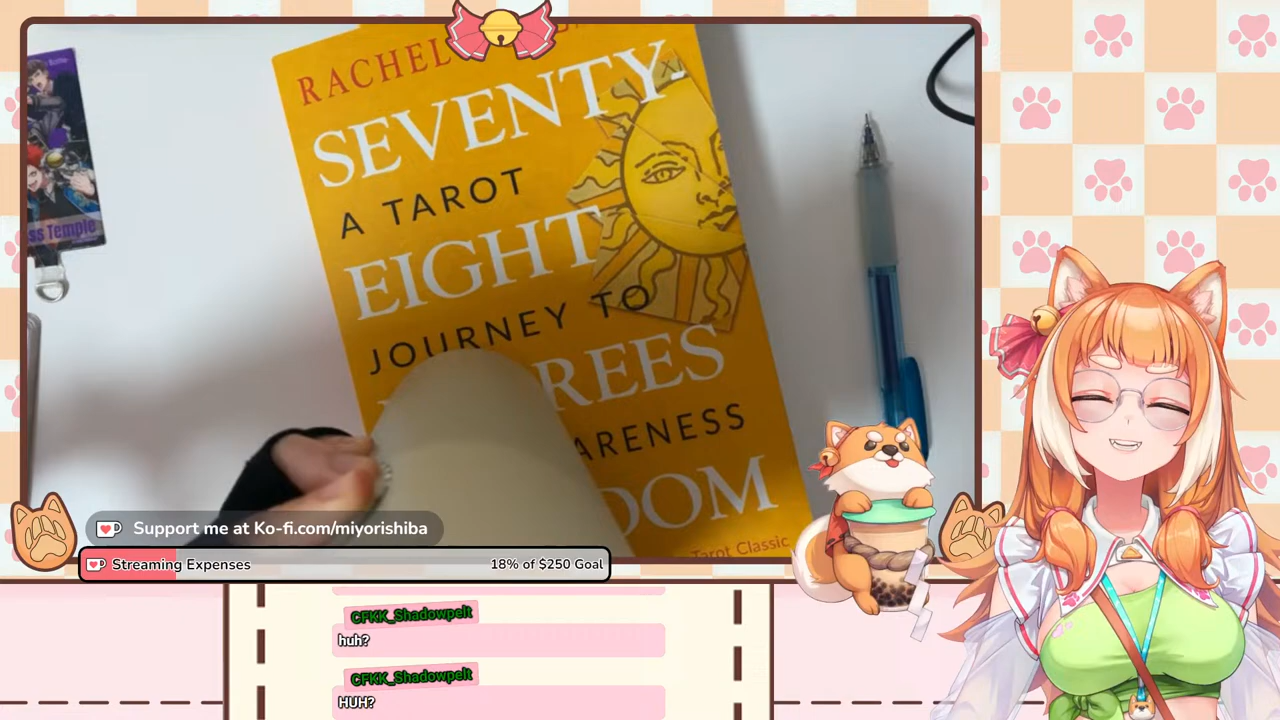 RACHEL
SEVENTY-
A TAROT
EIGHT
JOURNEY TO
REES
ARENESS
DOM
Tarot Classic
XI
ss Temple
Support me at Ko-fi.com/miyorishiba
Streaming Expenses
18% of $250 Goal
CFKK_Shadowpelt
huh?
CFKK_Shadowpelt
HUH?